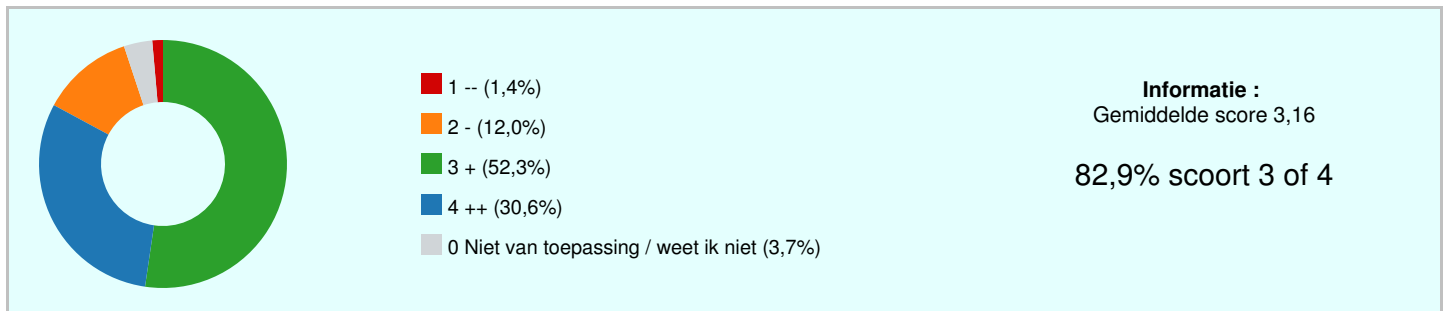 1 -- (1,4%)
2 - (12,0%)
3 + (52,3%)
4 ++ (30,6%)
0 Niet van toepassing / weet ik niet (3,7%)
Informatie :
Gemiddelde score 3,16
82,9% scoort 3 of 4